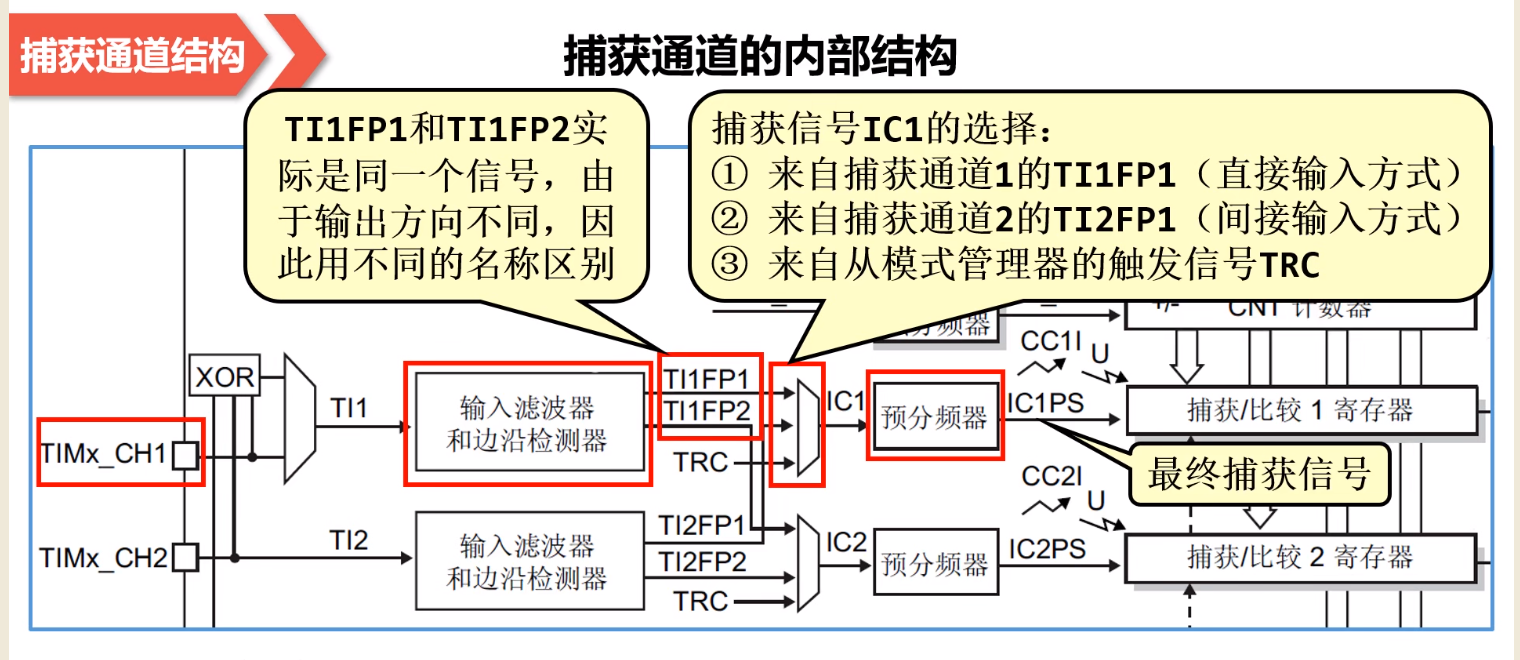 捕获通道结构
捕获通道的内部结构
TI1FP1和TI1FP2实
际是同一个信号，由
于输出方向不同，因
此用不同的名称区别
捕获信号IC1的选择：
① 来自捕获通道1的TI1FP1（直接输入方式）
② 来自捕获通道2的TI2FP1（间接输入方式）
③ 来自从模式管理器的触发信号TRC
+/- CNT 计数器
分频器
XOR
TI1
输入滤波器
和边沿检测器
TI1FP1
TI1FP2
TRC
IC1
预分频器
CC1I
U
IC1PS
捕获/比较 1 寄存器
TIMx_CH1
最终捕获信号
TIMx_CH2
TI2
输入滤波器
和边沿检测器
TI2FP1
TI2FP2
TRC
IC2
预分频器
CC2I
U
IC2PS
捕获/比较 2 寄存器